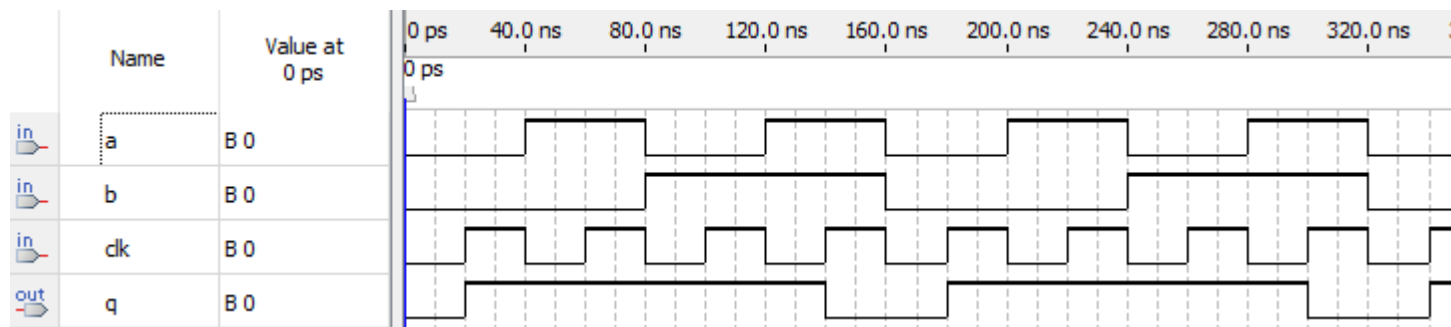 Name
Value at
0 ps
0 ps 40.0 ns 80.0 ns 120.0 ns 160.0 ns 200.0 ns 240.0 ns 280.0 ns 320.0 ns
0 ps
in a B 0
in b B 0
in clk B 0
out q B 0